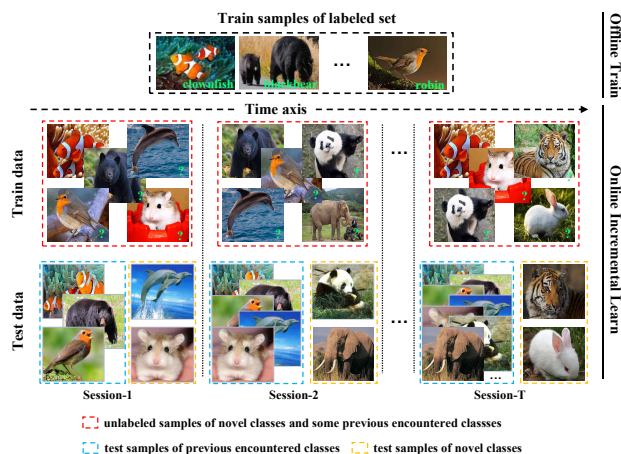 Train samples of labeled set
clownfish
blackbear
...
robin
Offline Train
Time axis
Train data
?
?
?
?
?
?
?
?
?
?
...
?
?
?
?
?
Online Incremental Learn
Test data
...
...
Session-1
Session-2
Session-T
unlabeled samples of novel classes and some previous encountered classses
test samples of previous encountered classes
test samples of novel classes